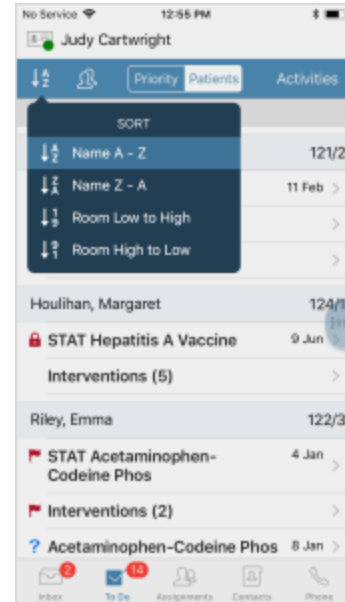 No Service 12:55 PM
Judy Cartwright
Priority Patients Activities
SORT
Name A - Z
121/2
Name Z - A
11 Feb
Room Low to High
Room High to Low
Houlihan, Margaret 124/1
STAT Hepatitis A Vaccine 9 Jun
Interventions (5)
Riley, Emma 122/3
STAT Acetaminophen- 4 Jan
Codeine Phos
Interventions (2)
? Acetaminophen-Codeine Phos 8 Jan
2 14
Inbox To Do Assignments Contacts Phone